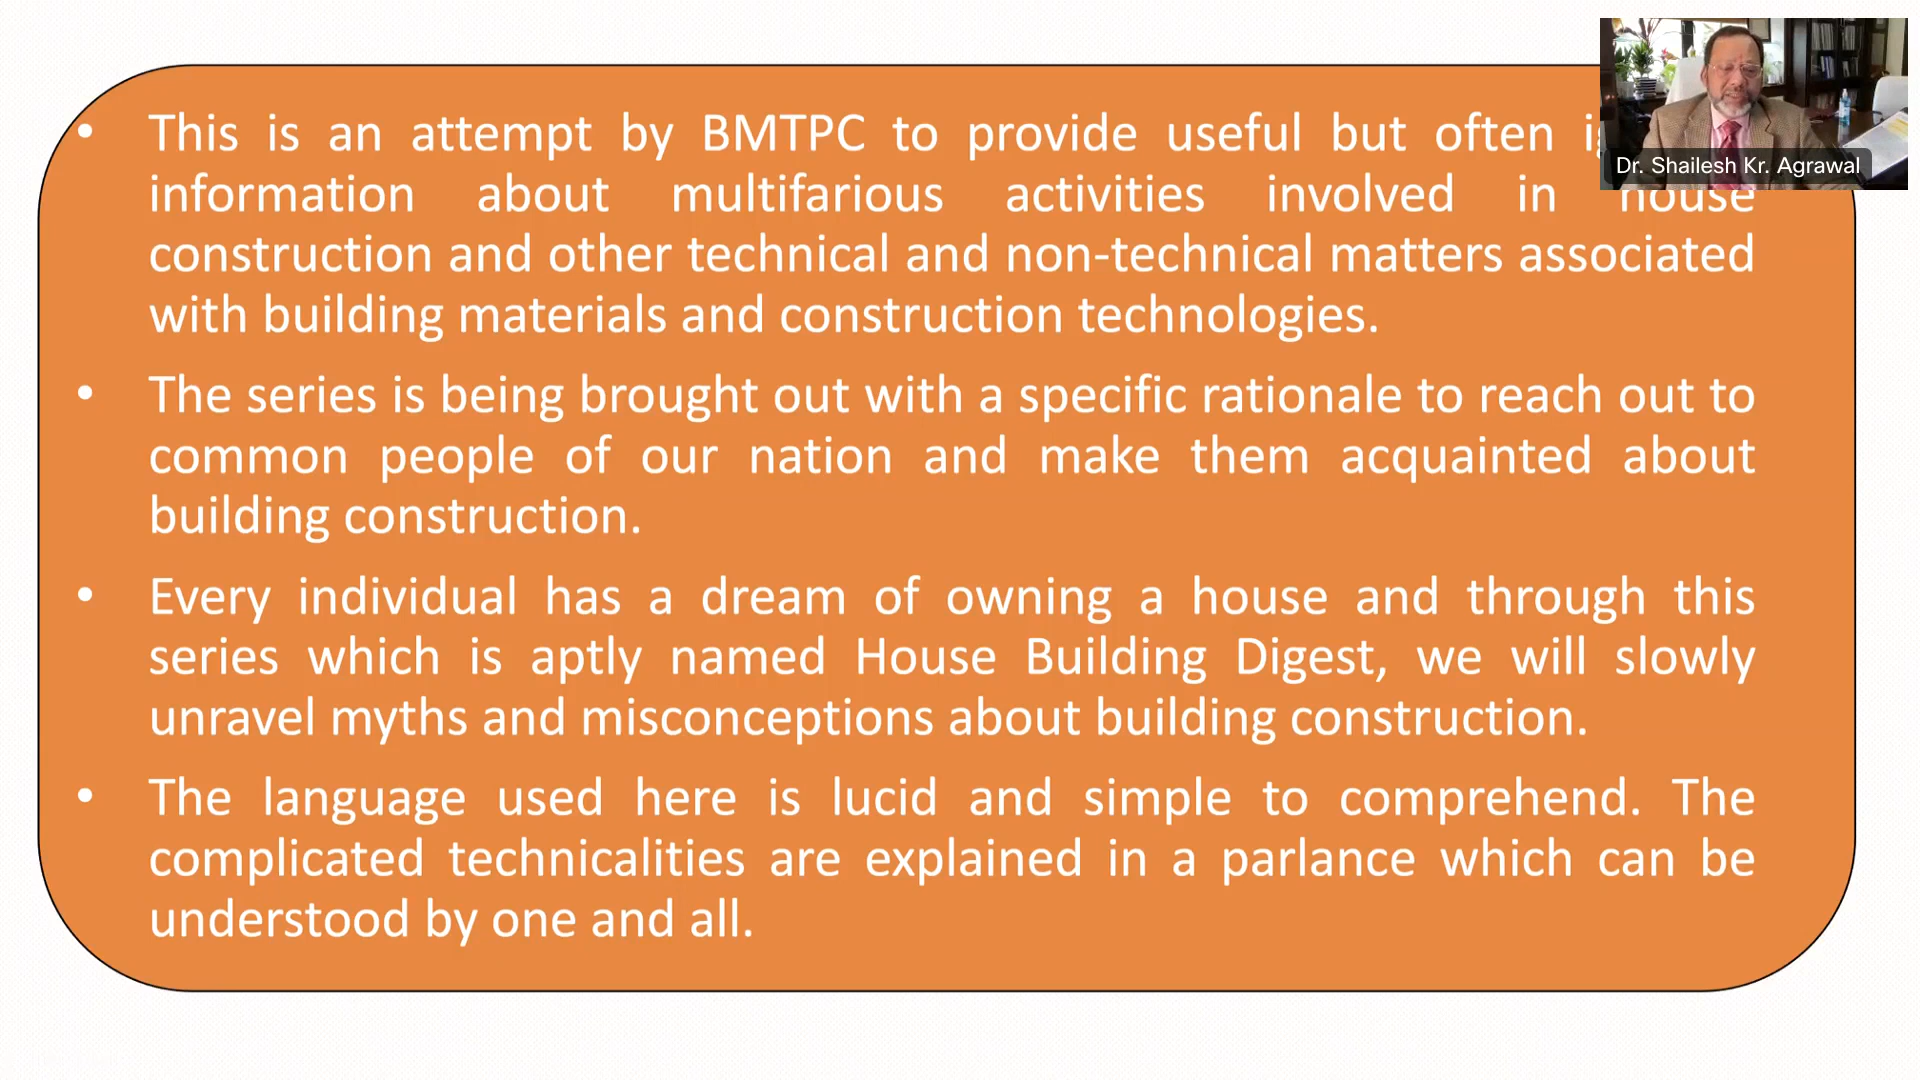 • This is an attempt by BMTPC to provide useful but often
information about multifarious activities involved in house
construction and other technical and non-technical matters associated
with building materials and construction technologies.
• The series is being brought out with a specific rationale to reach out to
common people of our nation and make them acquainted about
building construction.
• Every individual has a dream of owning a house and through this
series which is aptly named House Building Digest, we will slowly
unravel myths and misconceptions about building construction.
• The language used here is lucid and simple to comprehend. The
complicated technicalities are explained in a parlance which can be
understood by one and all.
Dr. Shailesh Kr. Agrawal